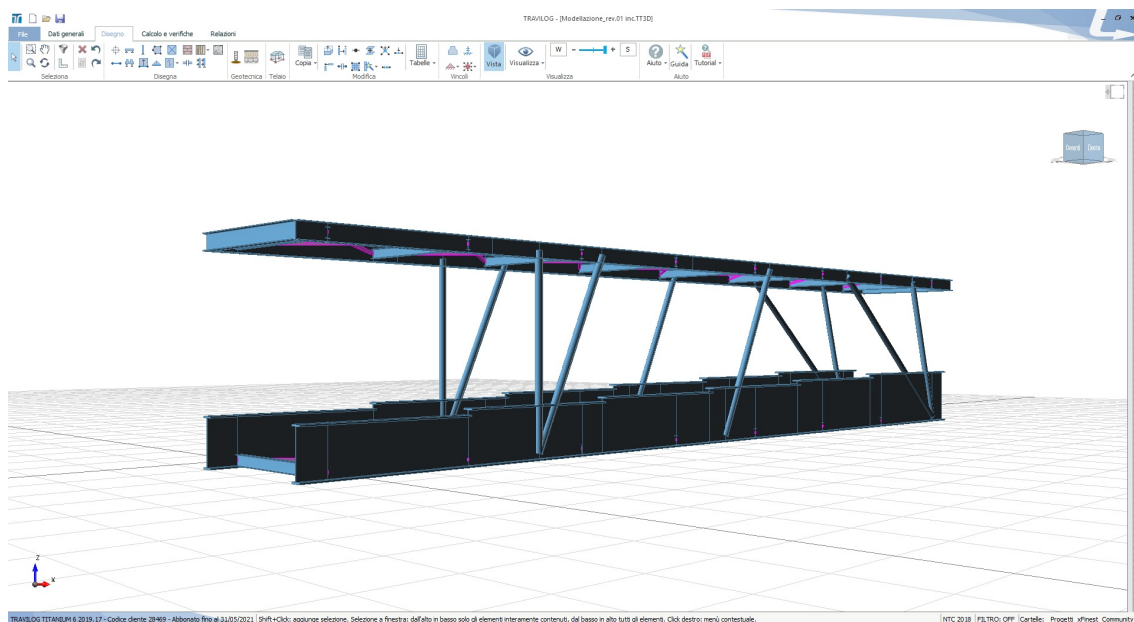 TRAVILOG - [Modellazione_rev.01 inc.TT3D]
File Dati generali Disegno Calcolo e verifiche Relazioni
W S
Copia Tabelle Vista Visualizza Aiuto Guida Tutorial
Seleziona Disegna Geotecnica Telaio Modifica Vincoli Visualizza Aiuto
Z
X
TRAVILOG TITANIUM 6 2019.17 - Codice cliente 28469 - Abbonato fino al 31/05/2021 Shift+Click: aggiunge selezione. Selezione a finestra: dall'alto in basso solo gli elementi interamente contenuti, dal basso in alto tutti gli elementi. Click destro: menù contestuale. NTC 2018 FILTRO: OFF Cartelle: Progetti xFinest Community